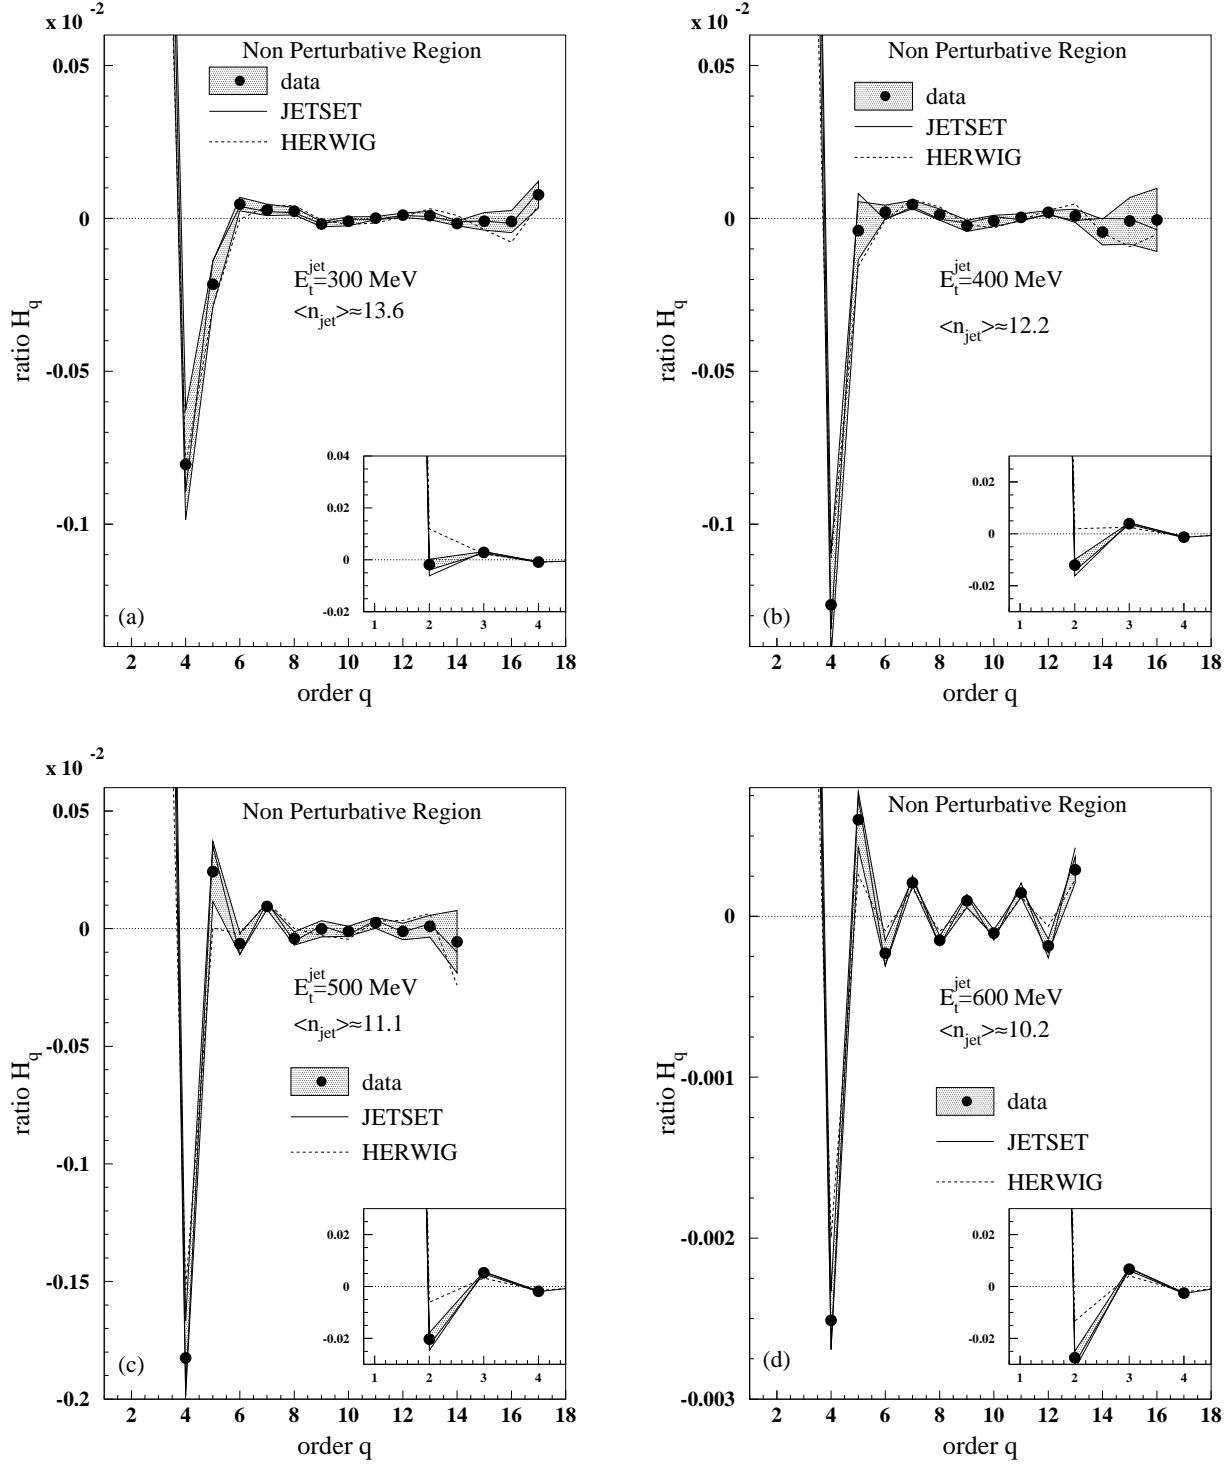 x 10 -2
Non Perturbative Region
data
JETSET
HERWIG
0.05
0
-0.05
-0.1
ratio Hq
E_t^jet=300 MeV
<n_jet>≈13.6
0.04
0.02
0
-0.02
1 2 3 4
(a)
2 4 6 8 10 12 14 16 18
order q
x 10 -2
Non Perturbative Region
data
JETSET
HERWIG
0.05
0
-0.05
-0.1
ratio Hq
E_t^jet=400 MeV
<n_jet>≈12.2
0.02
0
-0.02
1 2 3 4
(b)
2 4 6 8 10 12 14 16 18
order q
x 10 -2
Non Perturbative Region
0.05
0
-0.05
-0.1
-0.15
-0.2
ratio Hq
E_t^jet=500 MeV
<n_jet>≈11.1
data
JETSET
HERWIG
0.02
0
-0.02
1 2 3 4
(c)
2 4 6 8 10 12 14 16 18
order q
Non Perturbative Region
0
-0.001
-0.002
-0.003
ratio Hq
E_t^jet=600 MeV
<n_jet>≈10.2
data
JETSET
HERWIG
0.02
0
-0.02
1 2 3 4
(d)
2 4 6 8 10 12 14 16 18
order q